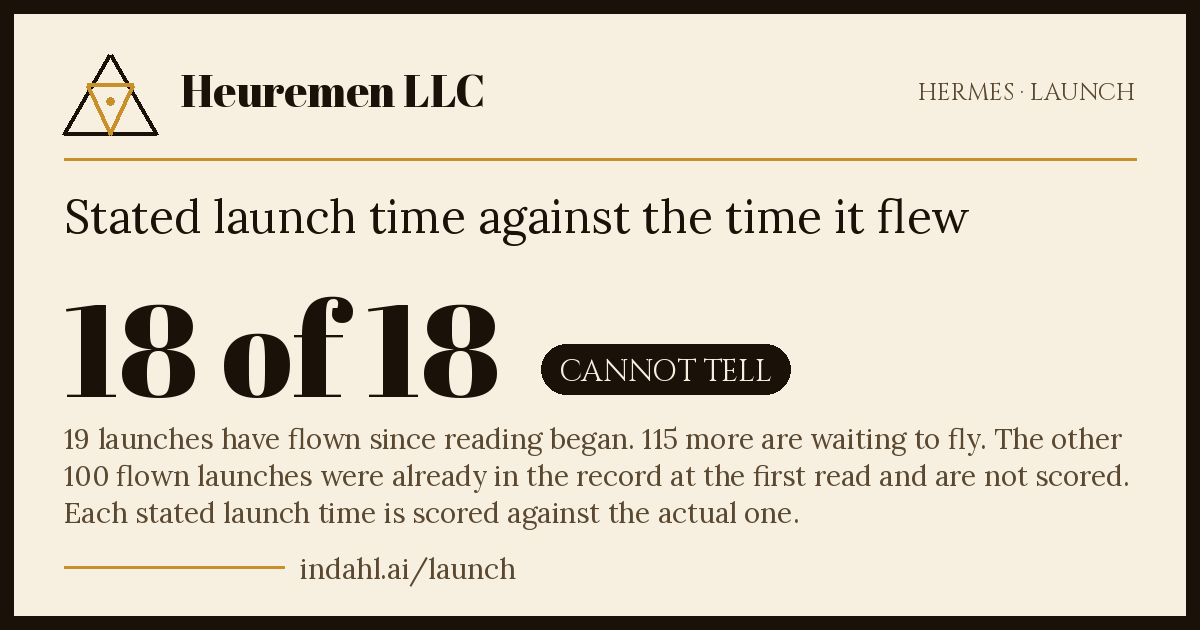 Heuremen LLC
HERMES · LAUNCH
Stated launch time against the time it flew
18 of 18
CANNOT TELL
19 launches have flown since reading began. 115 more are waiting to fly. The other
100 flown launches were already in the record at the first read and are not scored.
Each stated launch time is scored against the actual one.
indahl.ai/launch